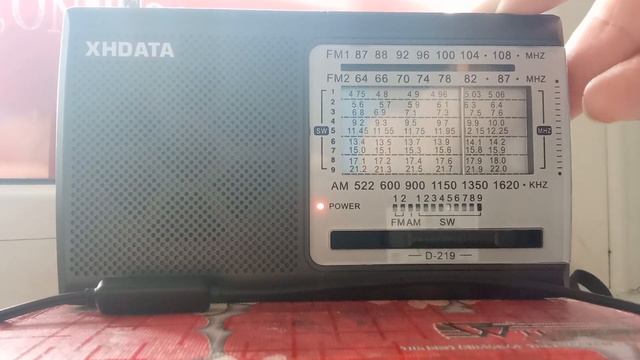 XHDATA
FM1 87 88 92 96 100 104 • 108 • MHZ
FM2 64 66 70 74 78 82 • 87 • MHZ
1 4.75 4.8 4.9 4.96 5.03 5.06
2 5.6 5.7 5.9 6.1 6.3 6.4
3 6.8 6.9 7.1 7.3 7.5 7.6
4 9.2 9.3 9.5 9.7 9.9 10.0
SW 5 11.45 11.55 11.75 11.95 12.15 12.25 MHZ
6 13.4 13.5 13.7 13.9 14.1 14.2
7 15.0 15.1 15.3 15.6 15.8 15.9
8 17.1 17.2 17.4 17.6 17.9 18.0
9 21.2 21.3 21.5 21.7 21.9 22.0
AM 522 600 900 1150 1350 1620 • KHZ
1 2 1 2 3 4 5 6 7 8 9
POWER
FM AM SW
D-219